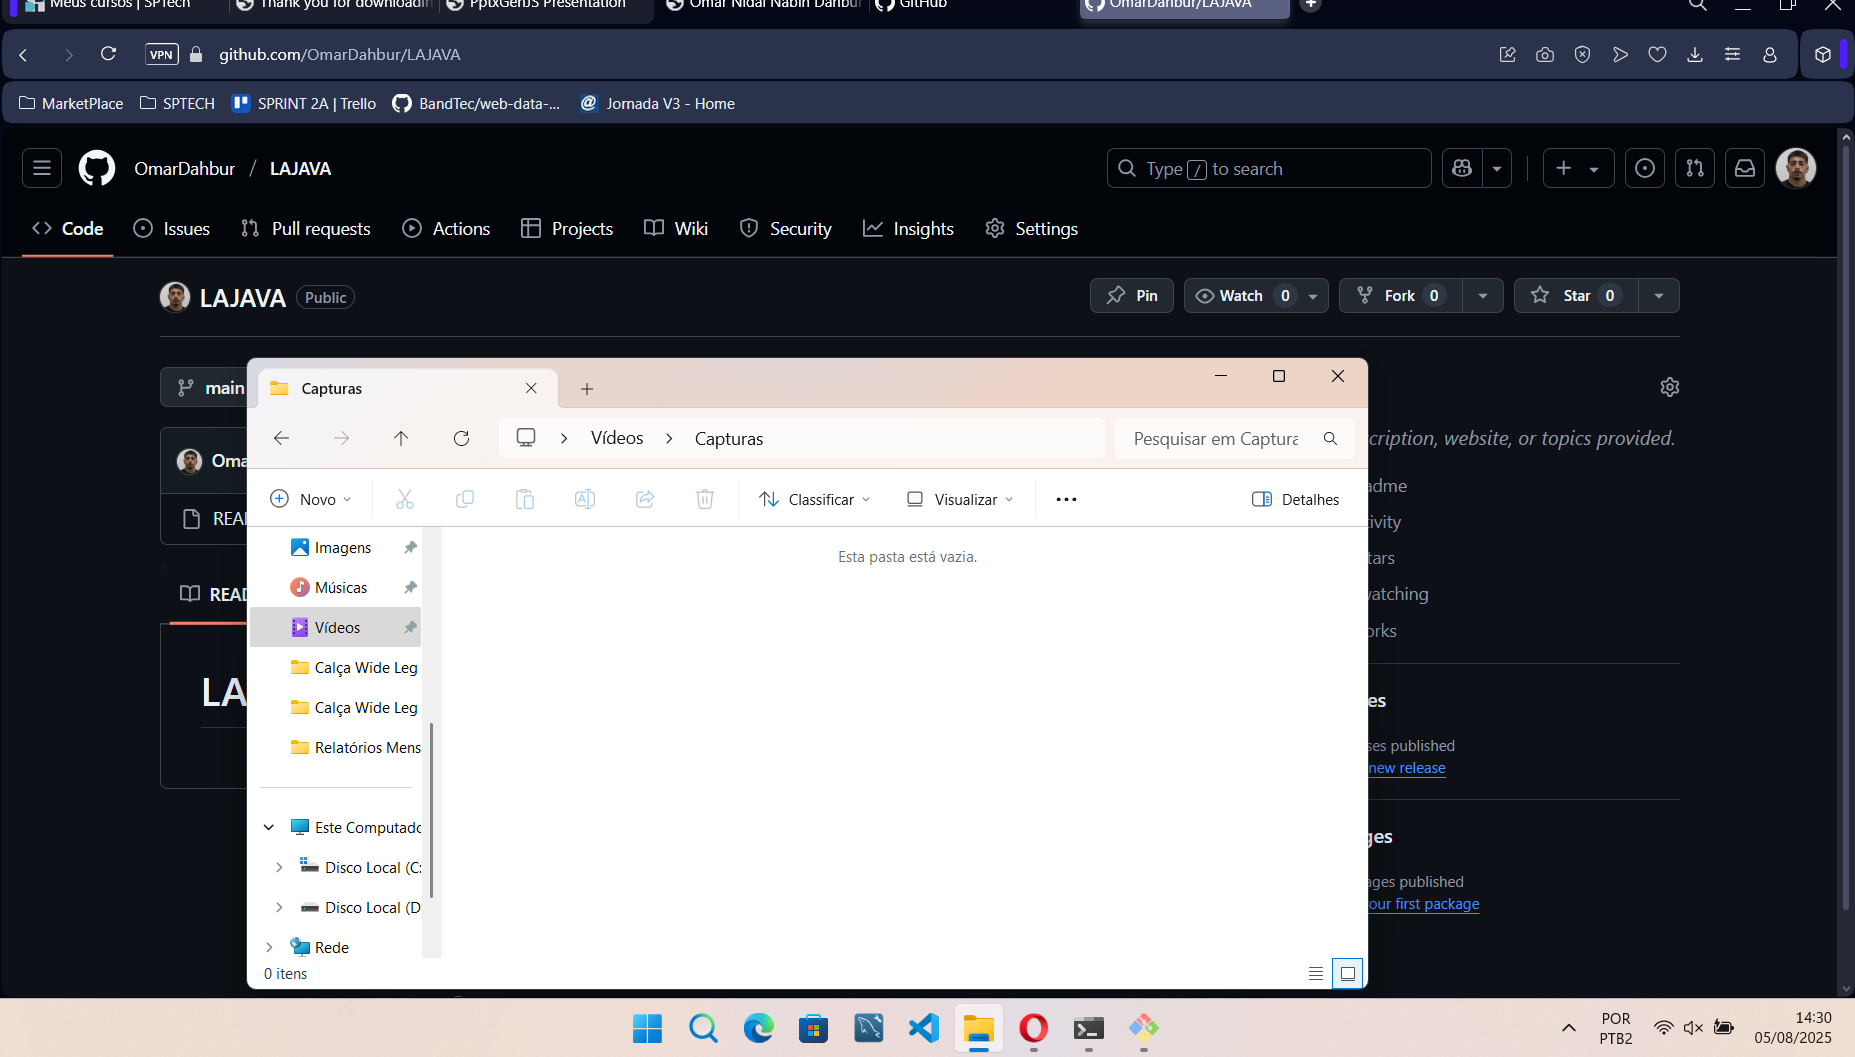 Meus cursos | SPTech
Thank you for downloadin
PptxGenJS Presentation
Omar Nidal Nabin Dahbur
GitHub
OmarDahbur/LAJAVA
VPN
github.com/OmarDahbur/LAJAVA
MarketPlace
SPTECH
SPRINT 2A | Trello
BandTec/web-data-...
Jornada V3 - Home
OmarDahbur / LAJAVA
Type / to search
Code
Issues
Pull requests
Actions
Projects
Wiki
Security
Insights
Settings
LAJAVA Public
Pin
Watch 0
Fork 0
Star 0
main
Capturas
Vídeos > Capturas
Pesquisar em Captura
cription, website, or topics provided.
Oma
Novo
Classificar
Visualizar
Detalhes
adme
READ
tivity
Imagens
Esta pasta está vazia.
tars
Músicas
READ
vatching
Vídeos
orks
Calça Wide Leg
LA
Calça Wide Leg
es
Relatórios Mens
ses published
new release
Este Computado
ges
Disco Local (C:
ages published
Disco Local (D
our first package
Rede
0 itens
POR
PTB2
14:30
05/08/2025